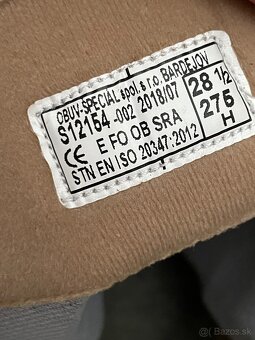 OBUV-ŠPECIÁL spol. s r.o. BARDEJOV
S12154 -002 2018/07
CE E FO OB SRA
STN EN ISO 20347:2012
28 1/2
275
H
Bazos.sk